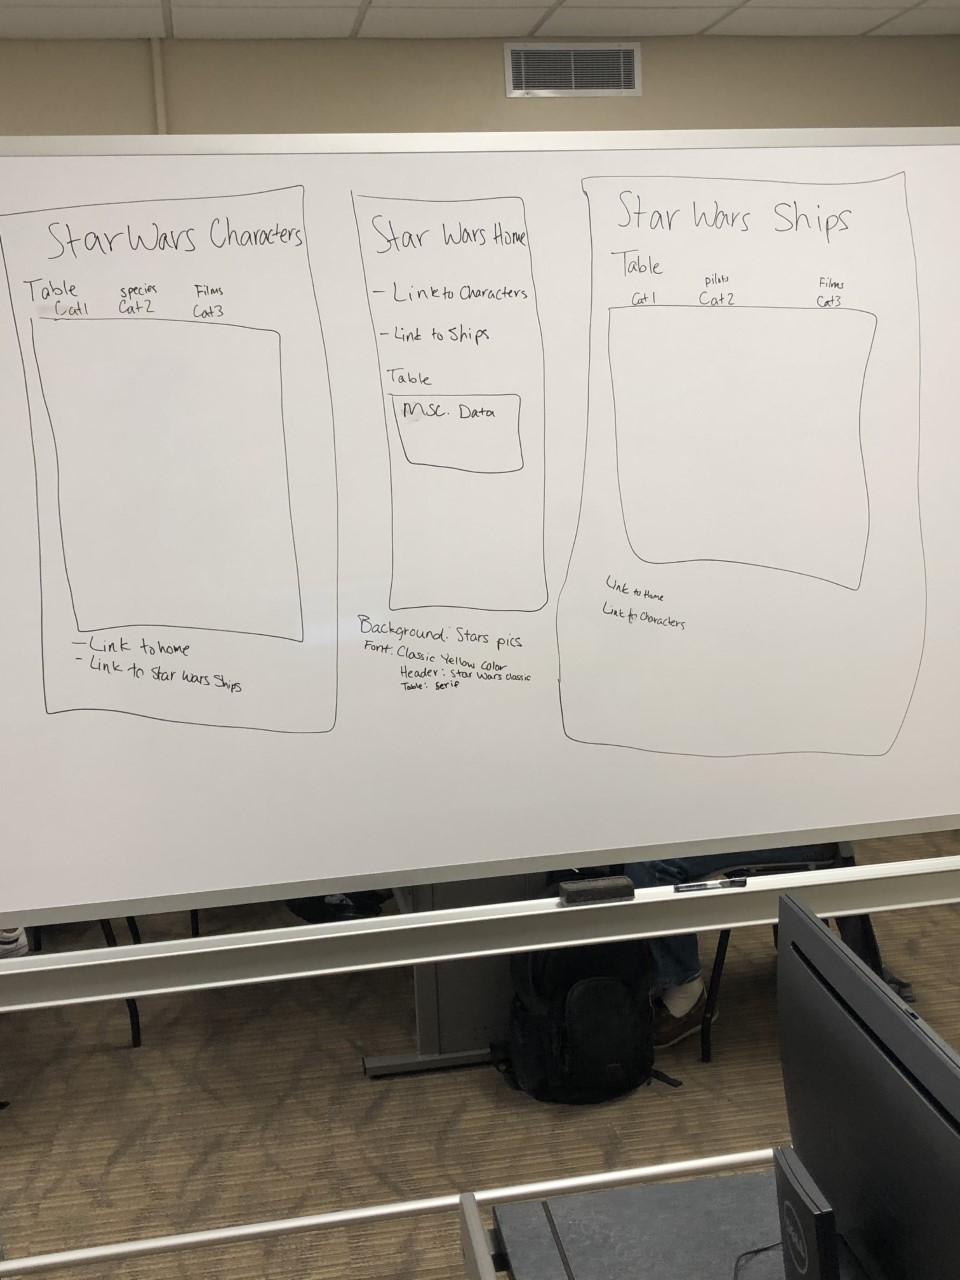 Star Wars Characters
Table
species
Films
Cat1
Cat2
Cat3
- Link to home
- Link to Star Wars Ships
Star Wars Home
- Link to Characters
- Link to Ships
Table
Msc. Data
Background: Stars pics
Font: Classic Yellow color
Header: Star Wars classic
Table: Serif
Star Wars Ships
Table
pilots
Films
Cat 1
Cat 2
Cat3
Link to Home
Link to Characters
DELL